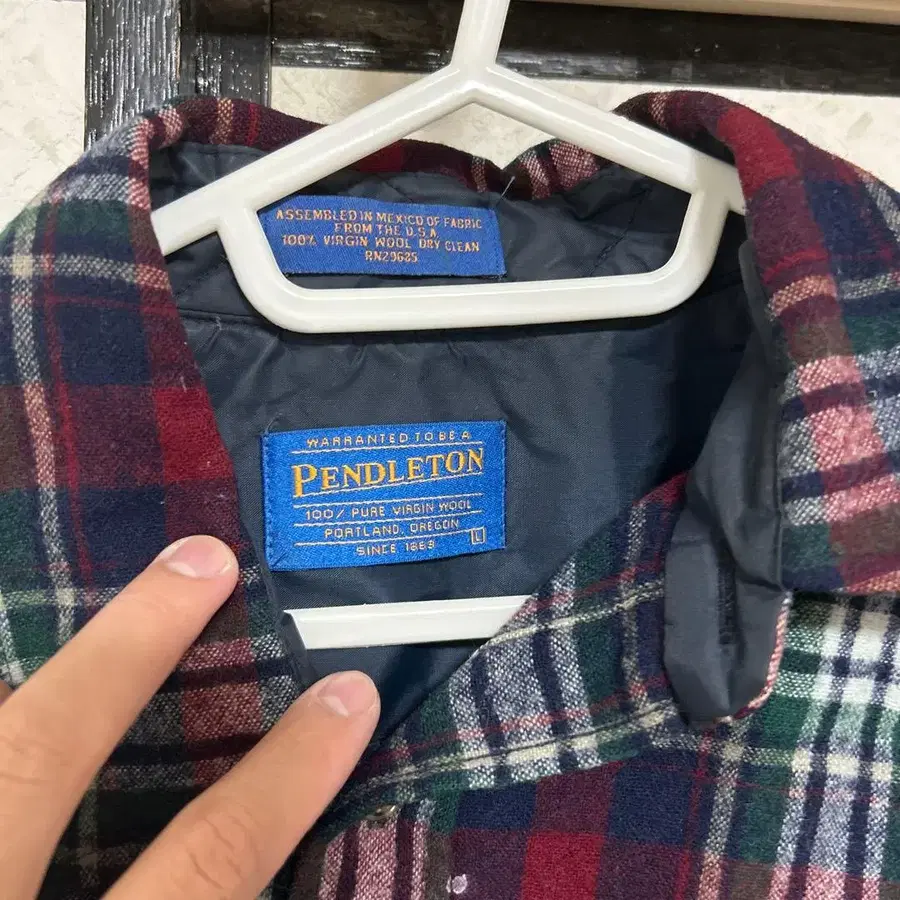 ASSEMBLED IN MEXICO OF FABRIC
FROM THE U.S.A
100% VIRGIN WOOL DRY CLEAN
RN29685
WARRANTED TO BE A
PENDLETON
100% PURE VIRGIN WOOL
PORTLAND, OREGON
SINCE 1863 L